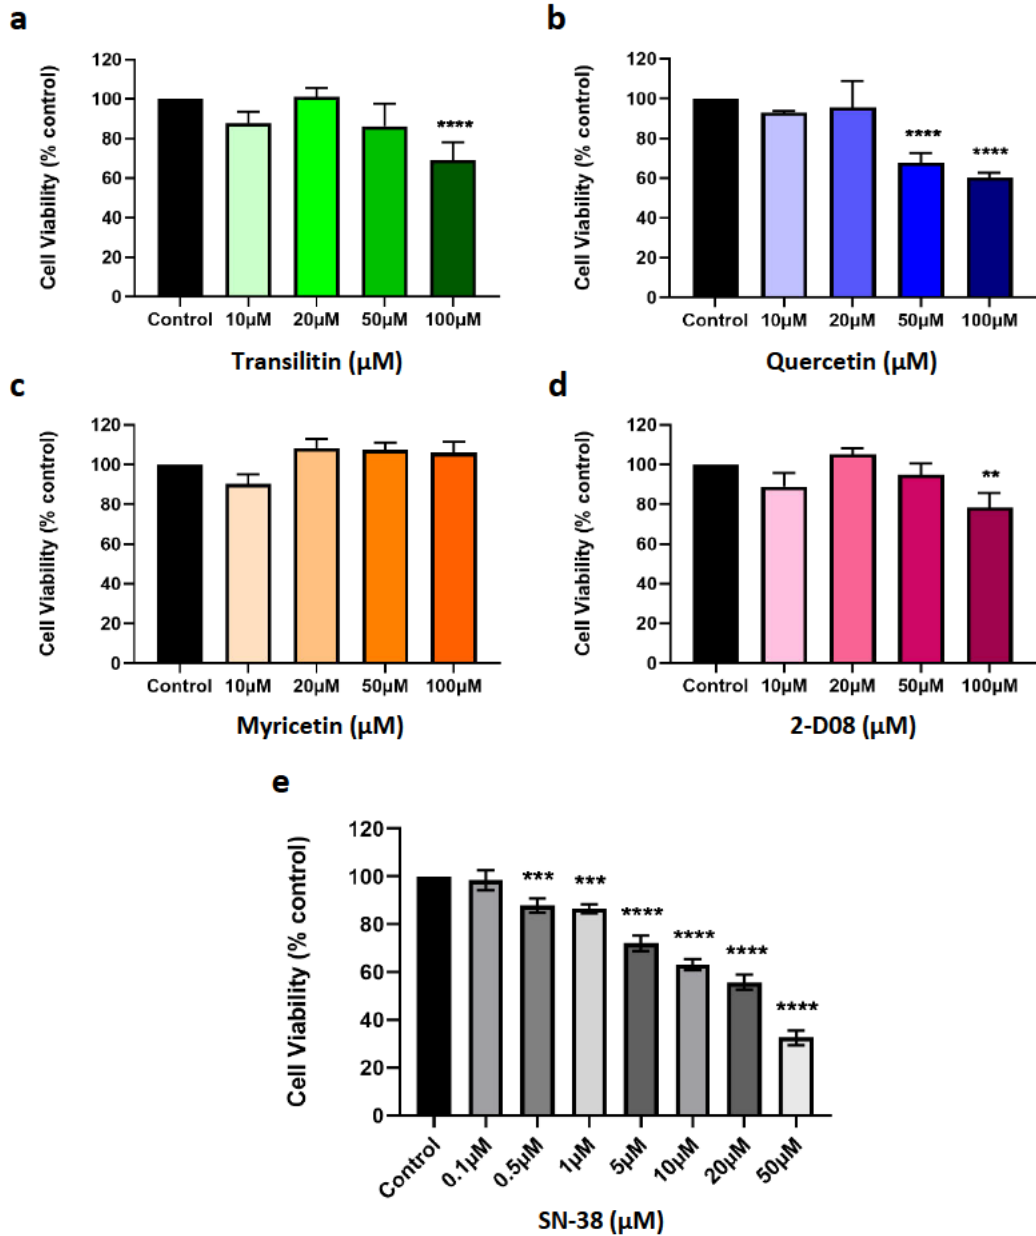 a
Cell Viability (% control)
120
100
80
60
40
20
0
****
Control 10µM 20µM 50µM 100µM
Transilitin (µM)
b
Cell Viability (% control)
120
100
80
60
40
20
0
****
****
Control 10µM 20µM 50µM 100µM
Quercetin (µM)
c
Cell Viability (% control)
120
100
80
60
40
20
0
Control 10µM 20µM 50µM 100µM
Myricetin (µM)
d
Cell Viability (% control)
120
100
80
60
40
20
0
**
Control 10µM 20µM 50µM 100µM
2-D08 (µM)
e
Cell Viability (% control)
120
100
80
60
40
20
0
***
***
****
****
****
****
Control 0.1µM 0.5µM 1µM 5µM 10µM 20µM 50µM
SN-38 (µM)